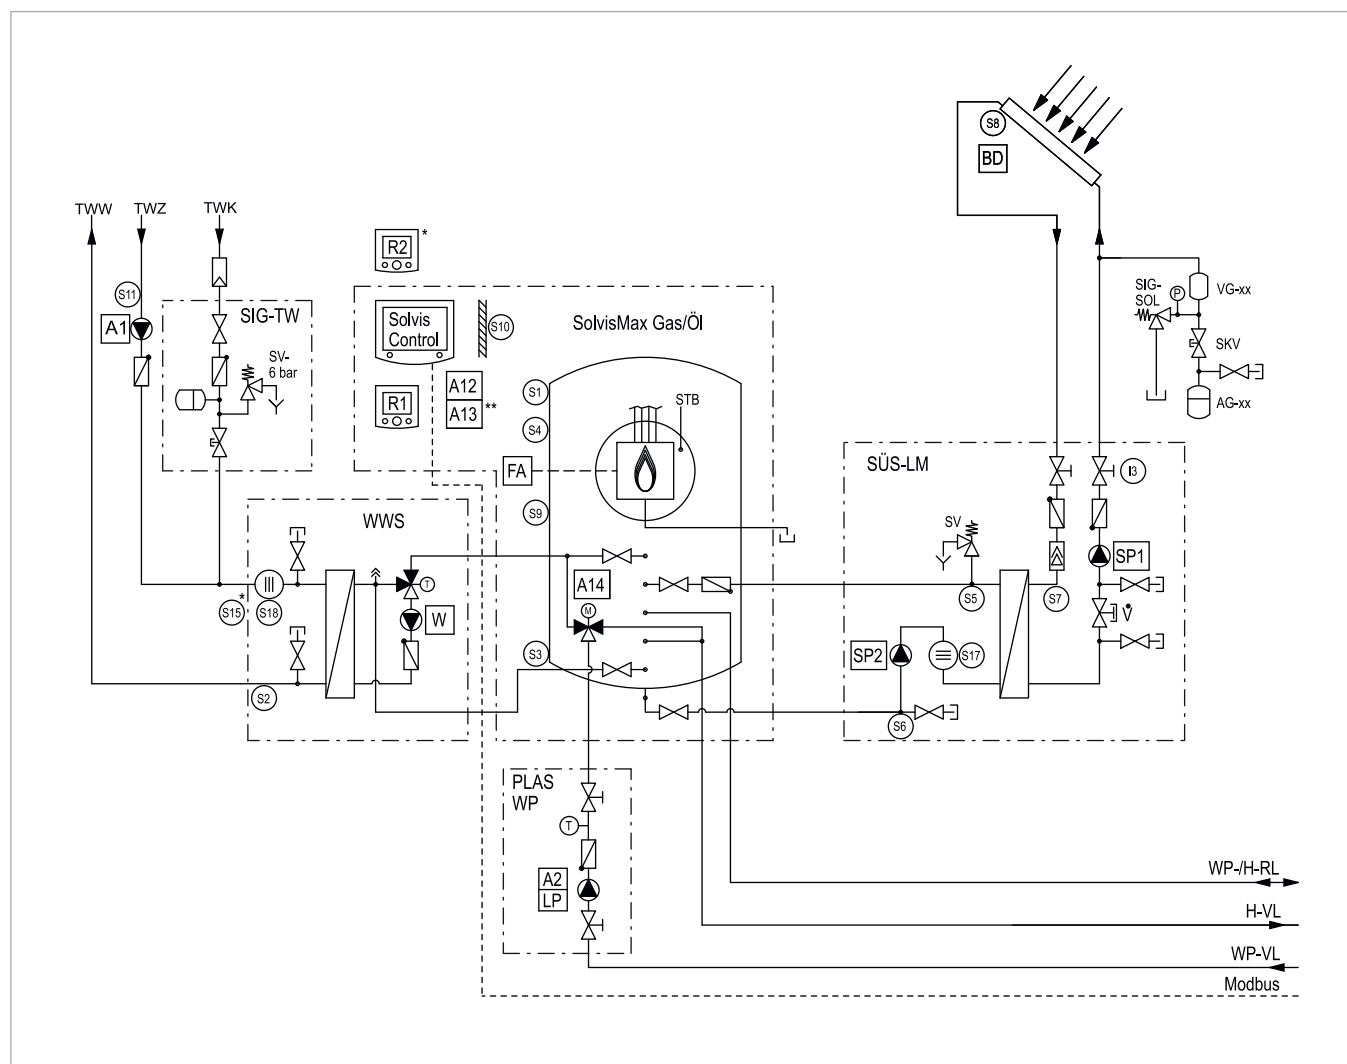 S8
BD
TWW
TWZ
TWK
R2
*
S11
SIG-TW
A1
SV-
6 bar
Solvis
Control
S10
SolvisMax Gas/Öl
R1
A12
A13
**
S1
S4
STB
FA
S9
SIG-
SOL
P
VG-xx
SKV
AG-xx
SÜS-LM
I3
SV
SP1
WWS
T
A14
M
*
S15
S18
W
S5
S7
V̇
S3
SP2
S17
S2
S6
PLAS
WP
T
A2
LP
WP-/H-RL
H-VL
WP-VL
Modbus